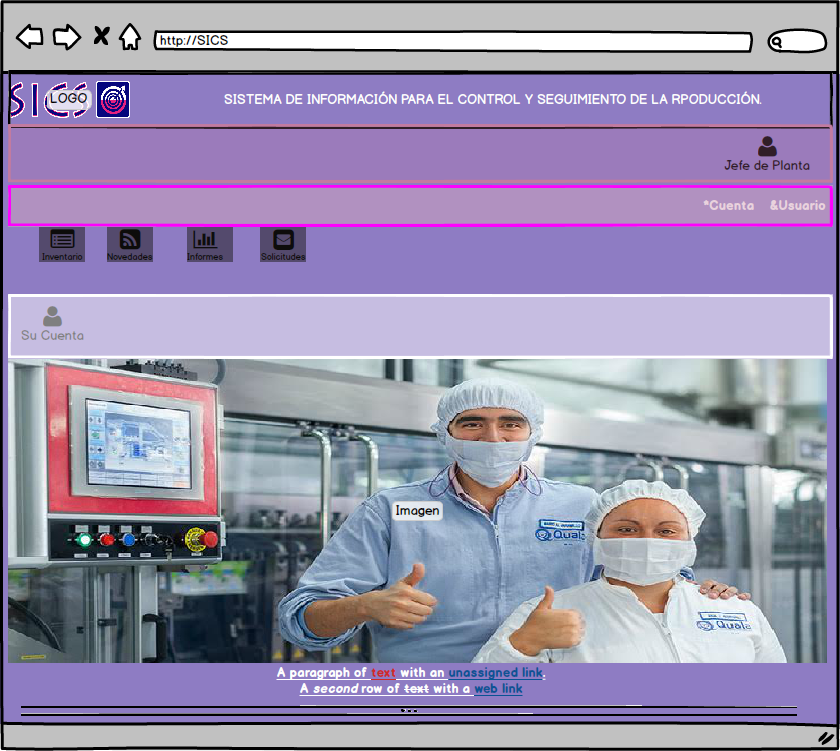 http://SICS
SICS
LOGO
SISTEMA DE INFORMACIÓN PARA EL CONTROL Y SEGUIMIENTO DE LA RPODUCCIÓN.
Jefe de Planta
*Cuenta &Usuario
Inventario Novedades Informes Solicitudes
Su Cuenta
Imagen
Quala
Quala
A paragraph of text with an unassigned link.
A second row of text with a web link